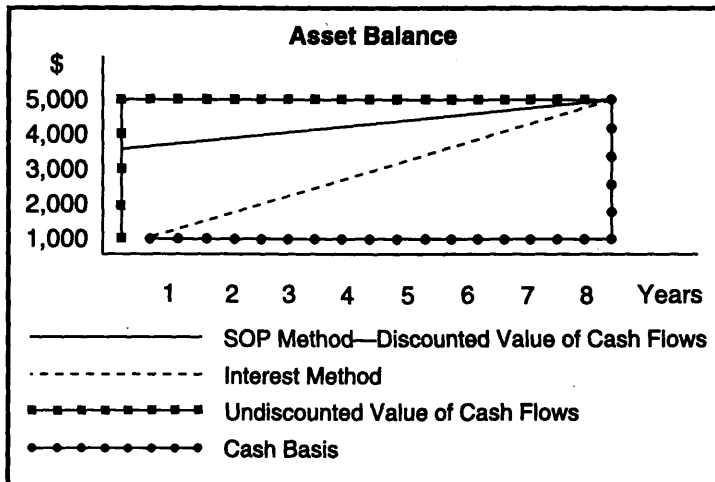 Asset Balance
$
5,000
4,000
3,000
2,000
1,000
1 2 3 4 5 6 7 8 Years
SOP Method—Discounted Value of Cash Flows
Interest Method
Undiscounted Value of Cash Flows
Cash Basis